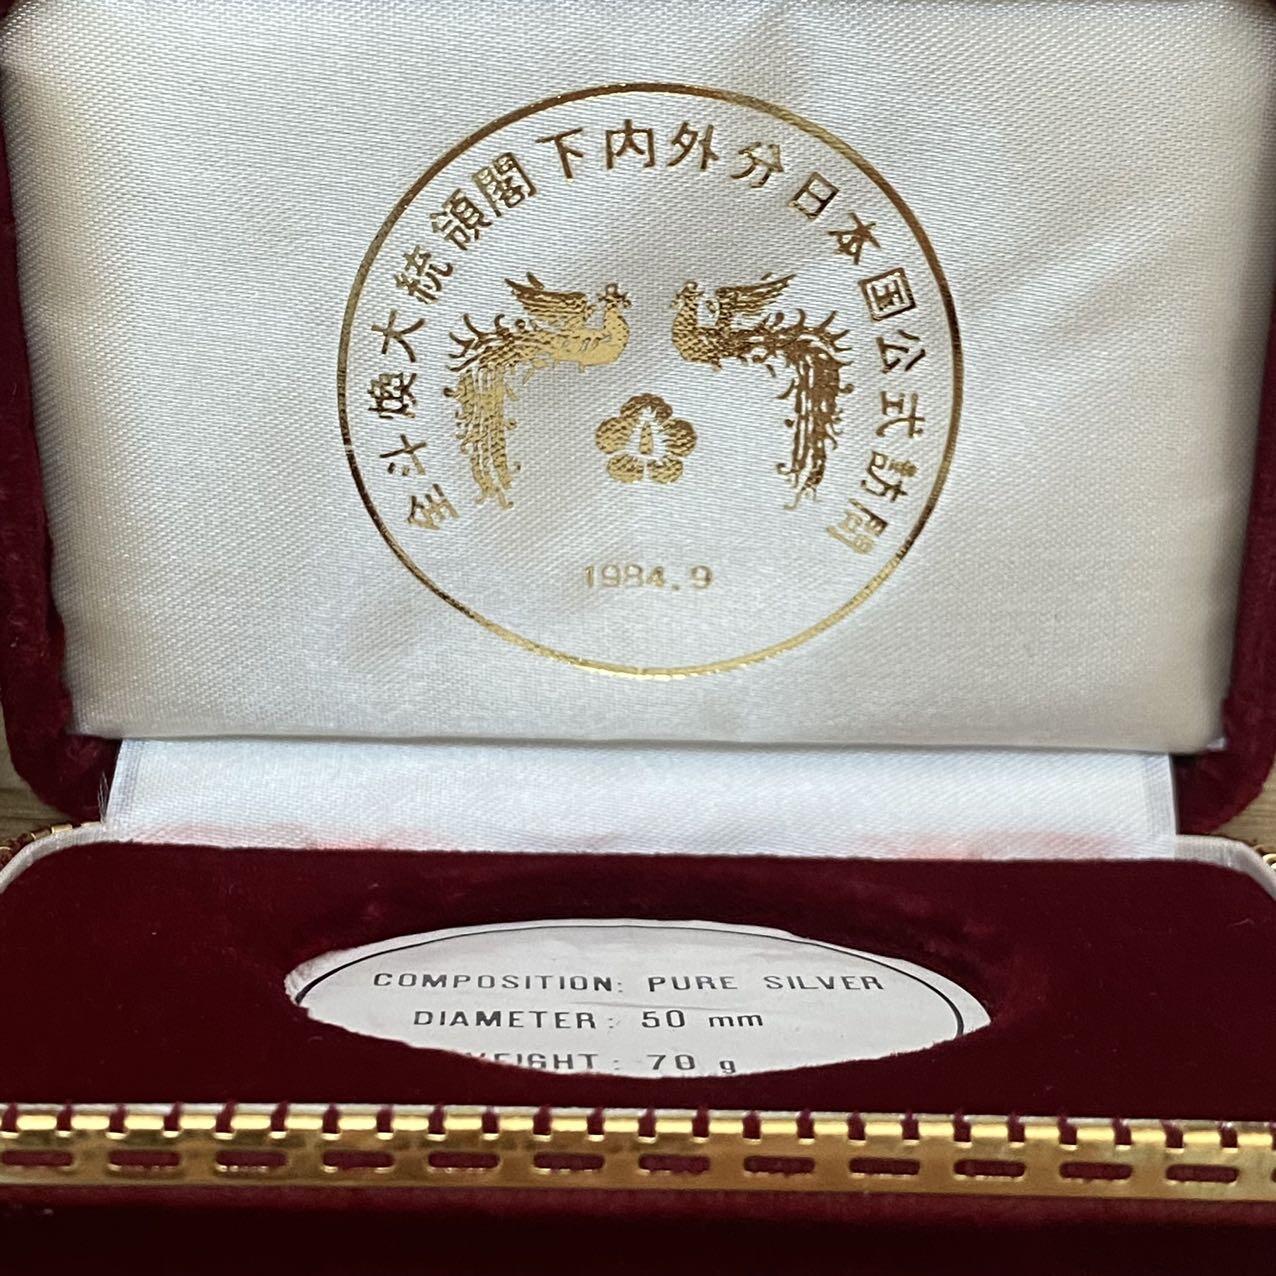 全斗煥大統領閣下内外分日本国公式訪問
1984.9
COMPOSITION: PURE SILVER
DIAMETER: 50 mm
WEIGHT: 70 g